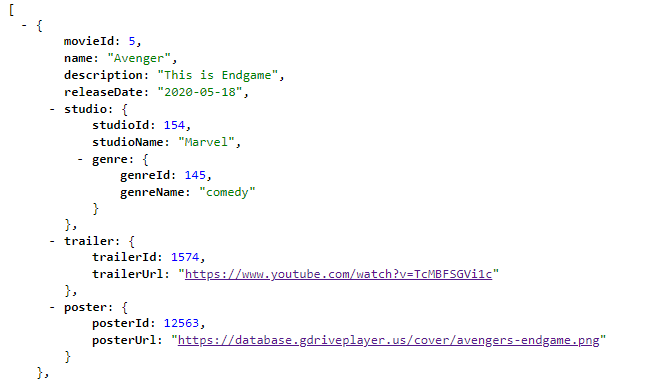 [
- {
movieId: 5,
name: "Avenger",
description: "This is Endgame",
releaseDate: "2020-05-18",
- studio: {
studioId: 154,
studioName: "Marvel",
- genre: {
genreId: 145,
genreName: "comedy"
}
},
- trailer: {
trailerId: 1574,
trailerUrl: "https://www.youtube.com/watch?v=TcMBFSGVi1c"
},
- poster: {
posterId: 12563,
posterUrl: "https://database.gdriveplayer.us/cover/avengers-endgame.png"
}
},